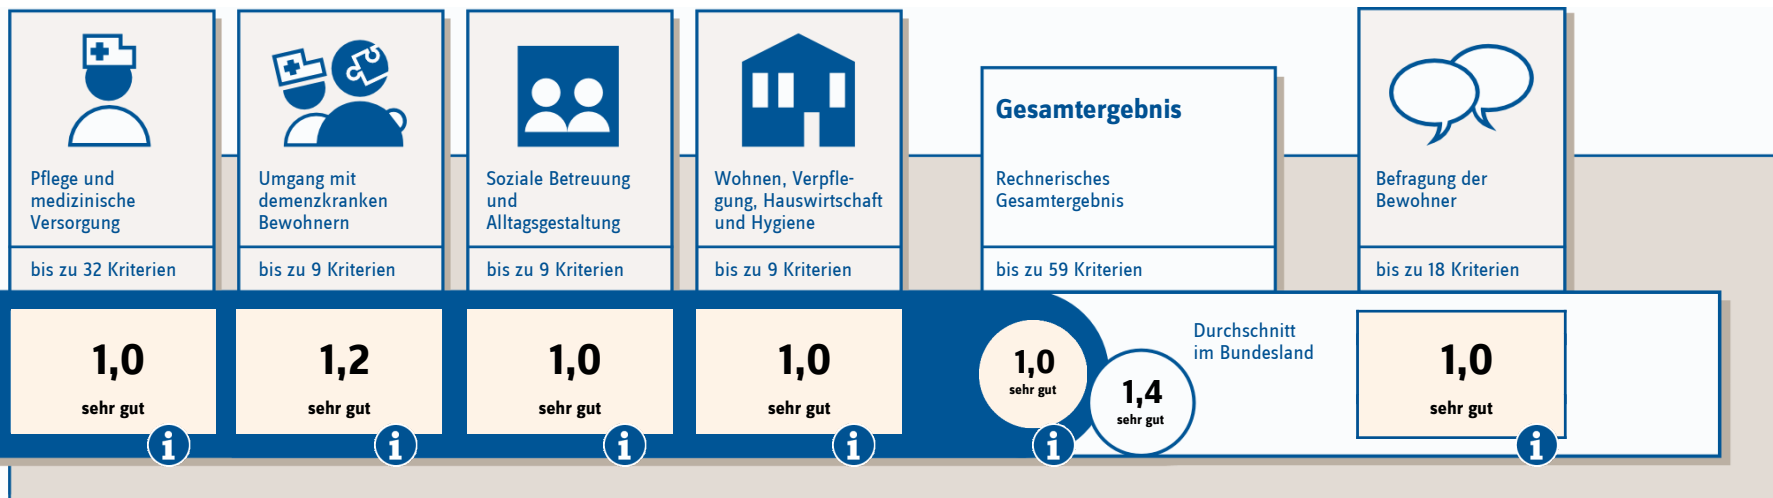 Pflege und
medizinische
Versorgung
bis zu 32 Kriterien
1,0
sehr gut
i
Umgang mit
demenzkranken
Bewohnern
bis zu 9 Kriterien
1,2
sehr gut
i
Soziale Betreuung
und
Alltagsgestaltung
bis zu 9 Kriterien
1,0
sehr gut
i
Wohnen, Verpfle-
gung, Hauswirtschaft
und Hygiene
bis zu 9 Kriterien
1,0
sehr gut
i
Gesamtergebnis
Rechnerisches
Gesamtergebnis
bis zu 59 Kriterien
1,0
sehr gut
i
1,4
sehr gut
Durchschnitt
im Bundesland
Befragung der
Bewohner
bis zu 18 Kriterien
1,0
sehr gut
i